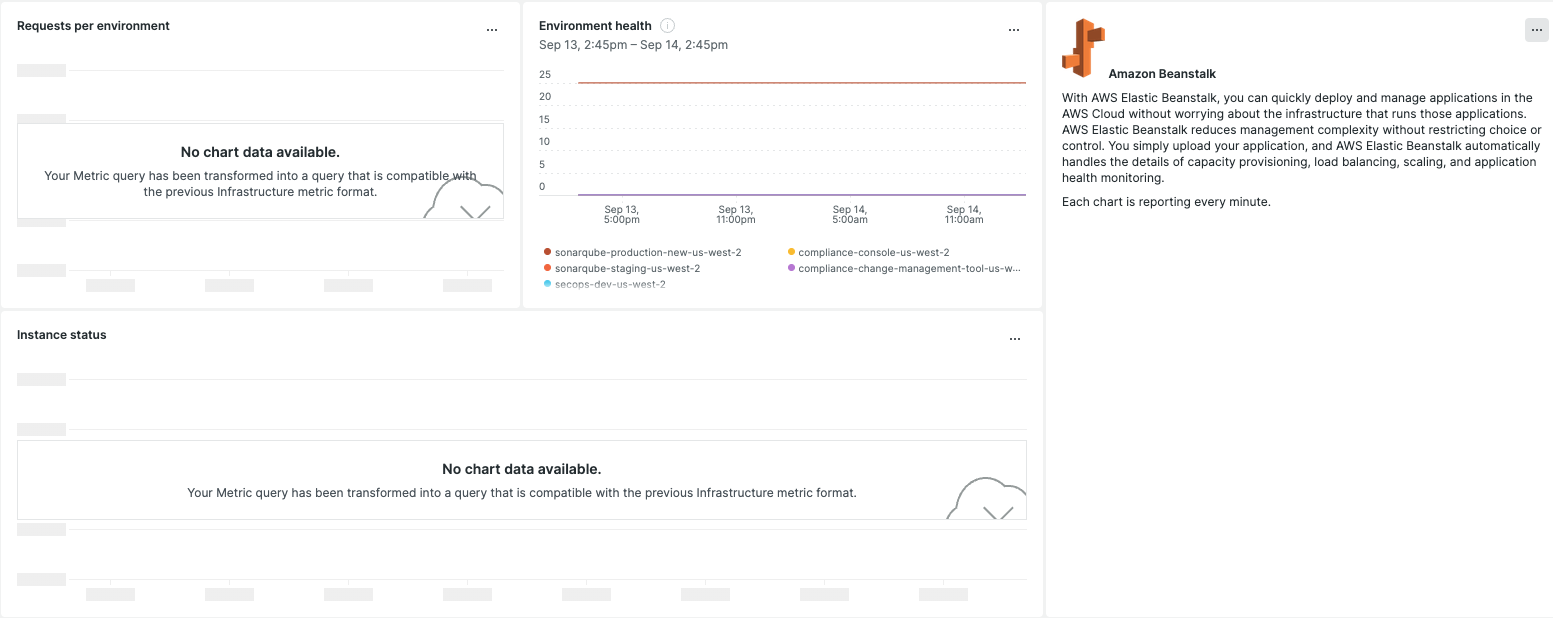 Requests per environment
...
No chart data available.
Your Metric query has been transformed into a query that is compatible with
the previous Infrastructure metric format.
Environment health
...
Sep 13, 2:45pm – Sep 14, 2:45pm
25
20
15
10
5
0
Sep 13,
5:00pm
Sep 13,
11:00pm
Sep 14,
5:00am
Sep 14,
11:00am
sonarqube-production-new-us-west-2
compliance-console-us-west-2
sonarqube-staging-us-west-2
compliance-change-management-tool-us-w...
secops-dev-us-west-2
Instance status
...
No chart data available.
Your Metric query has been transformed into a query that is compatible with the previous Infrastructure metric format.
...
Amazon Beanstalk
With AWS Elastic Beanstalk, you can quickly deploy and manage applications in the
AWS Cloud without worrying about the infrastructure that runs those applications.
AWS Elastic Beanstalk reduces management complexity without restricting choice or
control. You simply upload your application, and AWS Elastic Beanstalk automatically
handles the details of capacity provisioning, load balancing, scaling, and application
health monitoring.
Each chart is reporting every minute.